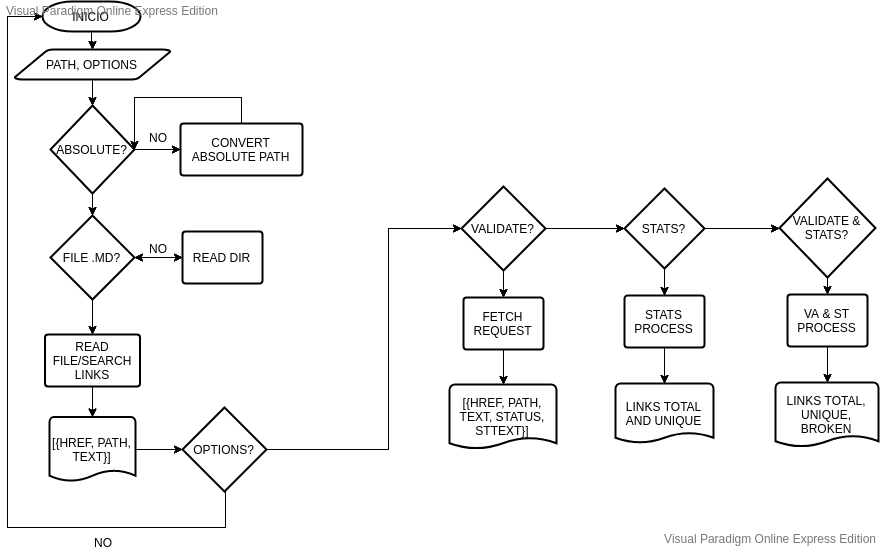 Visual Paradigm Online Express Edition
INICIO
PATH, OPTIONS
ABSOLUTE?
NO
CONVERT
ABSOLUTE PATH
FILE .MD?
NO
READ DIR
READ
FILE/SEARCH
LINKS
[{HREF, PATH,
TEXT}]
OPTIONS?
NO
VALIDATE?
FETCH
REQUEST
[{HREF, PATH,
TEXT, STATUS,
STTEXT}]
STATS?
STATS
PROCESS
LINKS TOTAL
AND UNIQUE
VALIDATE &
STATS?
VA & ST
PROCESS
LINKS TOTAL,
UNIQUE,
BROKEN
Visual Paradigm Online Express Edition